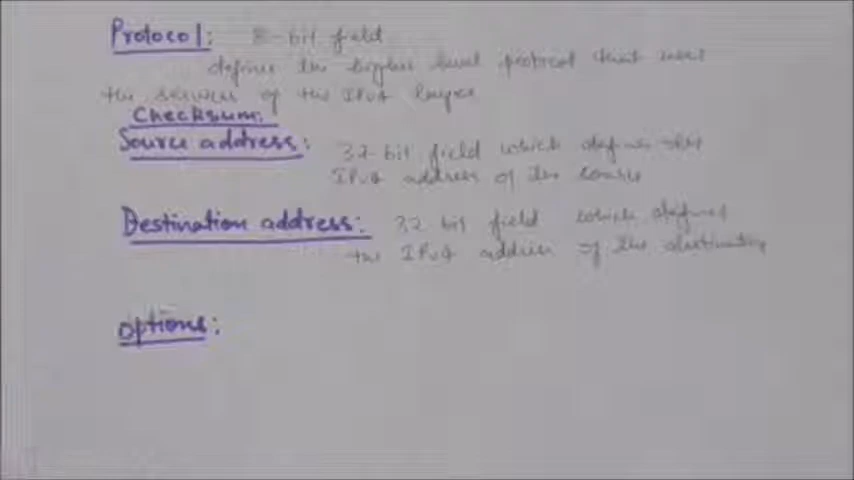 Protocol: 8-bit field
defines the higher level protocol that uses
the services of the IPv4 layer
Checksum:
Source address: 32-bit field which defines the
IPv4 address of the source
Destination address: 32 bit field which defines
the IPv4 address of the destination
options: